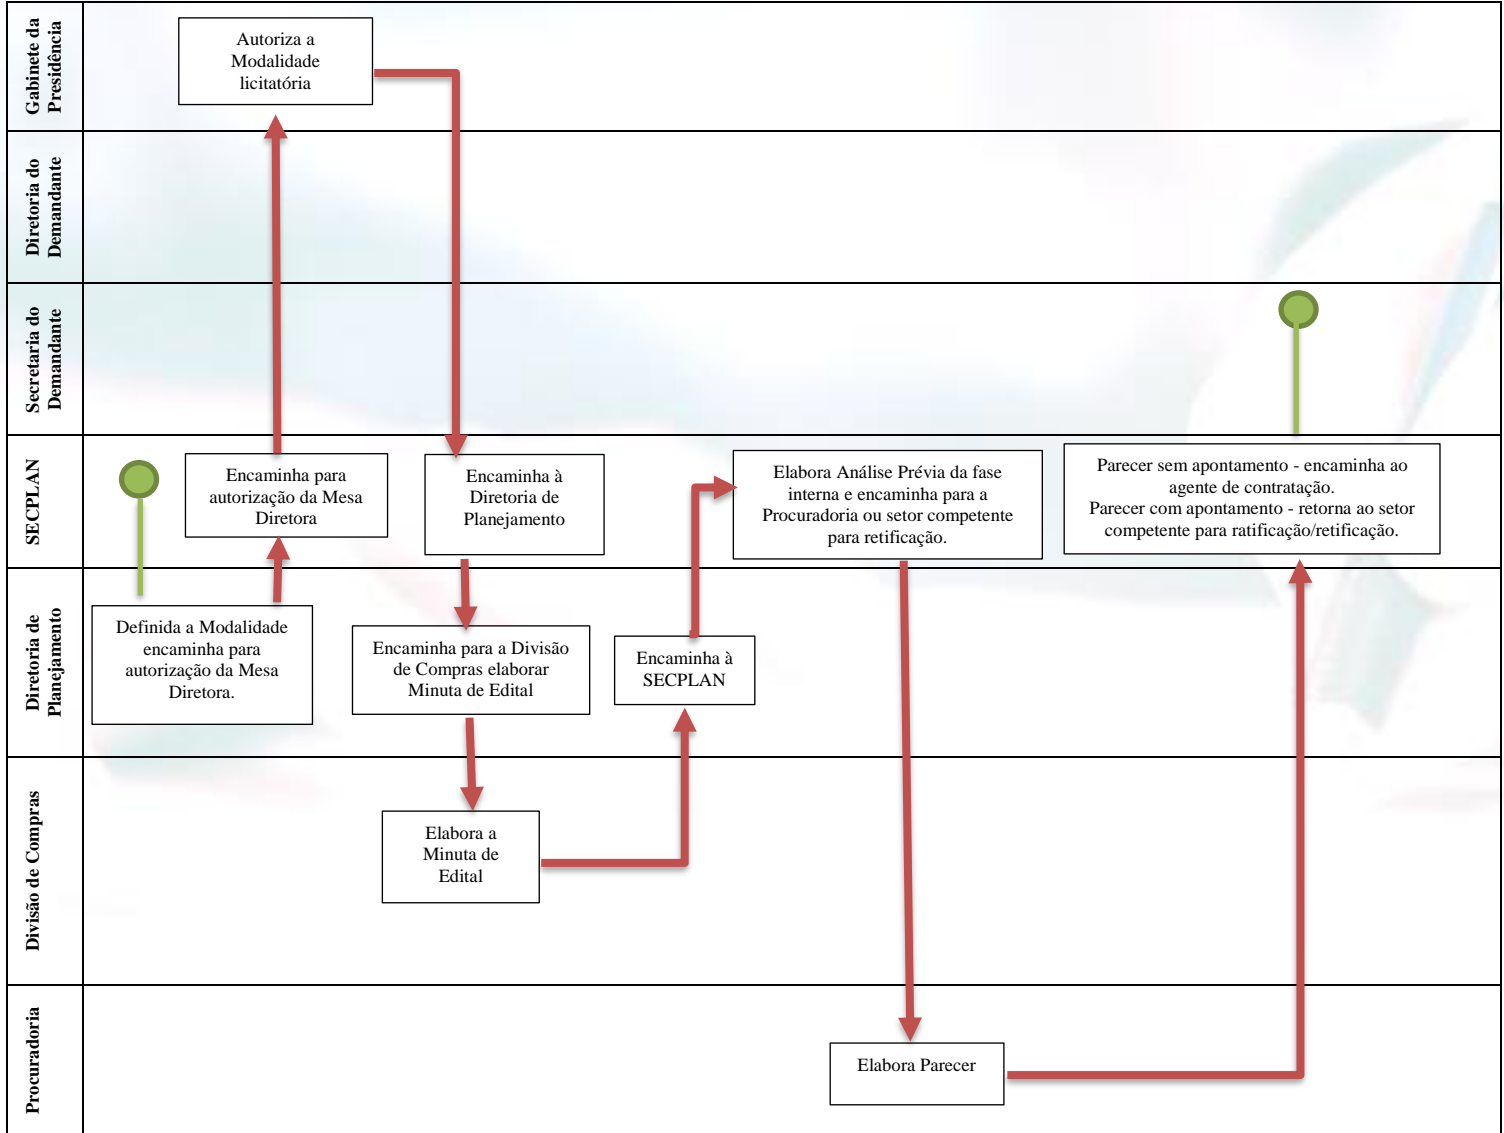 Gabinete da
Presidência
Autoriza a
Modalidade
licitatória
Diretoria do
Demandante
Secretaria do
Demandante
SECPLAN
Encaminha para
autorização da Mesa
Diretora
Encaminha à
Diretoria de
Planejamento
Elabora Análise Prévia da fase
interna e encaminha para a
Procuradoria ou setor competente
para retificação.
Parecer sem apontamento - encaminha ao
agente de contratação.
Parecer com apontamento - retorna ao setor
competente para ratificação/retificação.
Diretoria de
Planejamento
Definida a Modalidade
encaminha para
autorização da Mesa
Diretora.
Encaminha para a Divisão
de Compras elaborar
Minuta de Edital
Encaminha à
SECPLAN
Divisão de Compras
Elabora a
Minuta de
Edital
Procuradoria
Elabora Parecer